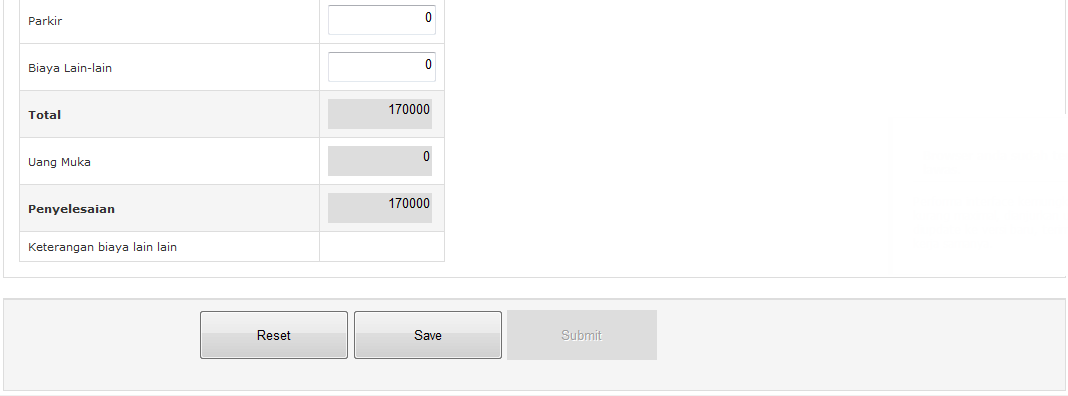 Parkir 0
Biaya Lain-lain 0
Total 170000
Uang Muka 0
Penyelesaian 170000
Keterangan biaya lain lain
Reset Save Submit